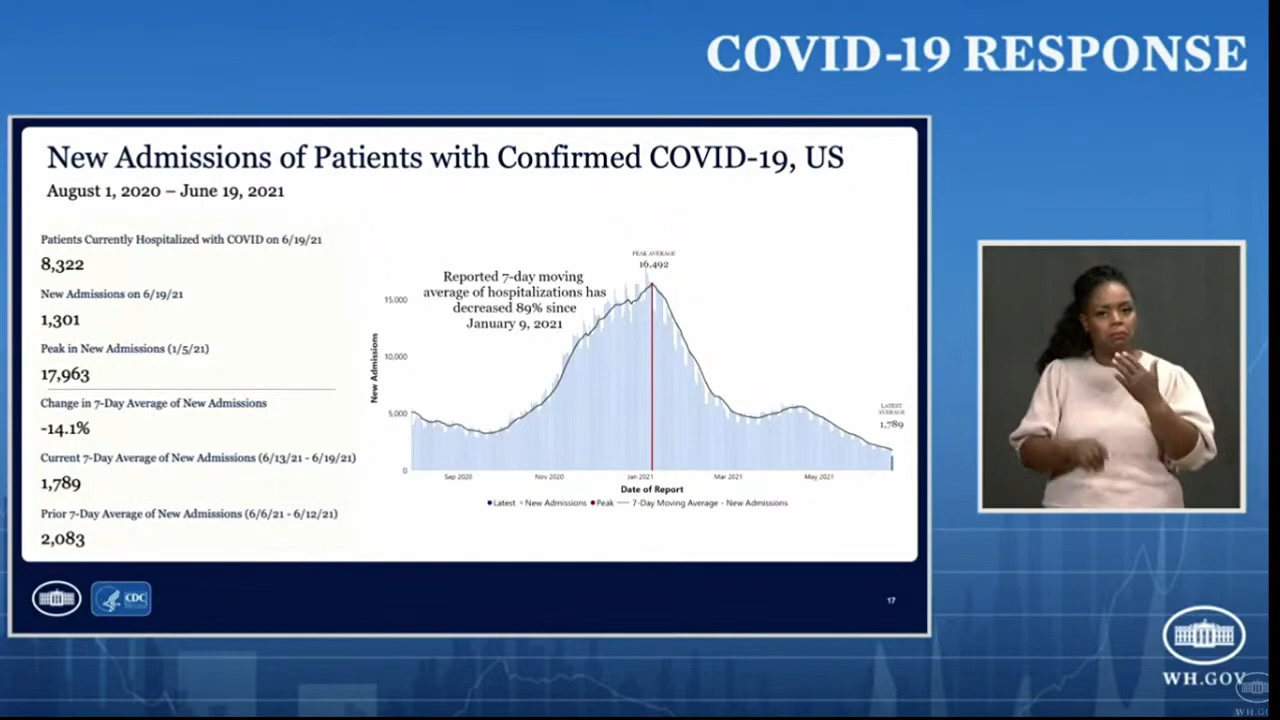 COVID-19 RESPONSE
New Admissions of Patients with Confirmed COVID-19, US
August 1, 2020 – June 19, 2021
Patients Currently Hospitalized with COVID on 6/19/21
8,322
New Admissions on 6/19/21
1,301
Peak in New Admissions (1/5/21)
17,963
Change in 7-Day Average of New Admissions
-14.1%
Current 7-Day Average of New Admissions (6/13/21 - 6/19/21)
1,789
Prior 7-Day Average of New Admissions (6/6/21 - 6/12/21)
2,083
PEAK AVERAGE
16,492
Reported 7-day moving
average of hospitalizations has
decreased 89% since
January 9, 2021
New Admissions
15,000
10,000
5,000
0
LATEST
AVERAGE
1,789
Sep 2020 Nov 2020 Jan 2021 Mar 2021 May 2021
Date of Report
Latest New Admissions Peak 7-Day Moving Average - New Admissions
CDC
17
WH.GOV
WH.GOV